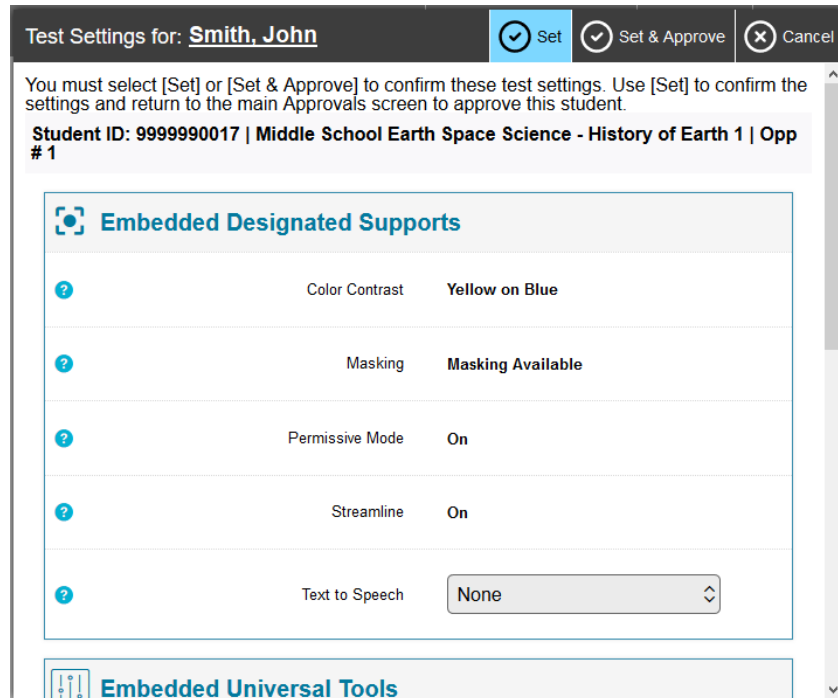 Test Settings for: Smith, John
Set
Set & Approve
Cancel
You must select [Set] or [Set & Approve] to confirm these test settings. Use [Set] to confirm the
settings and return to the main Approvals screen to approve this student.
Student ID: 9999990017 | Middle School Earth Space Science - History of Earth 1 | Opp
# 1
Embedded Designated Supports
? Color Contrast Yellow on Blue
? Masking Masking Available
? Permissive Mode On
? Streamline On
? Text to Speech None
Embedded Universal Tools